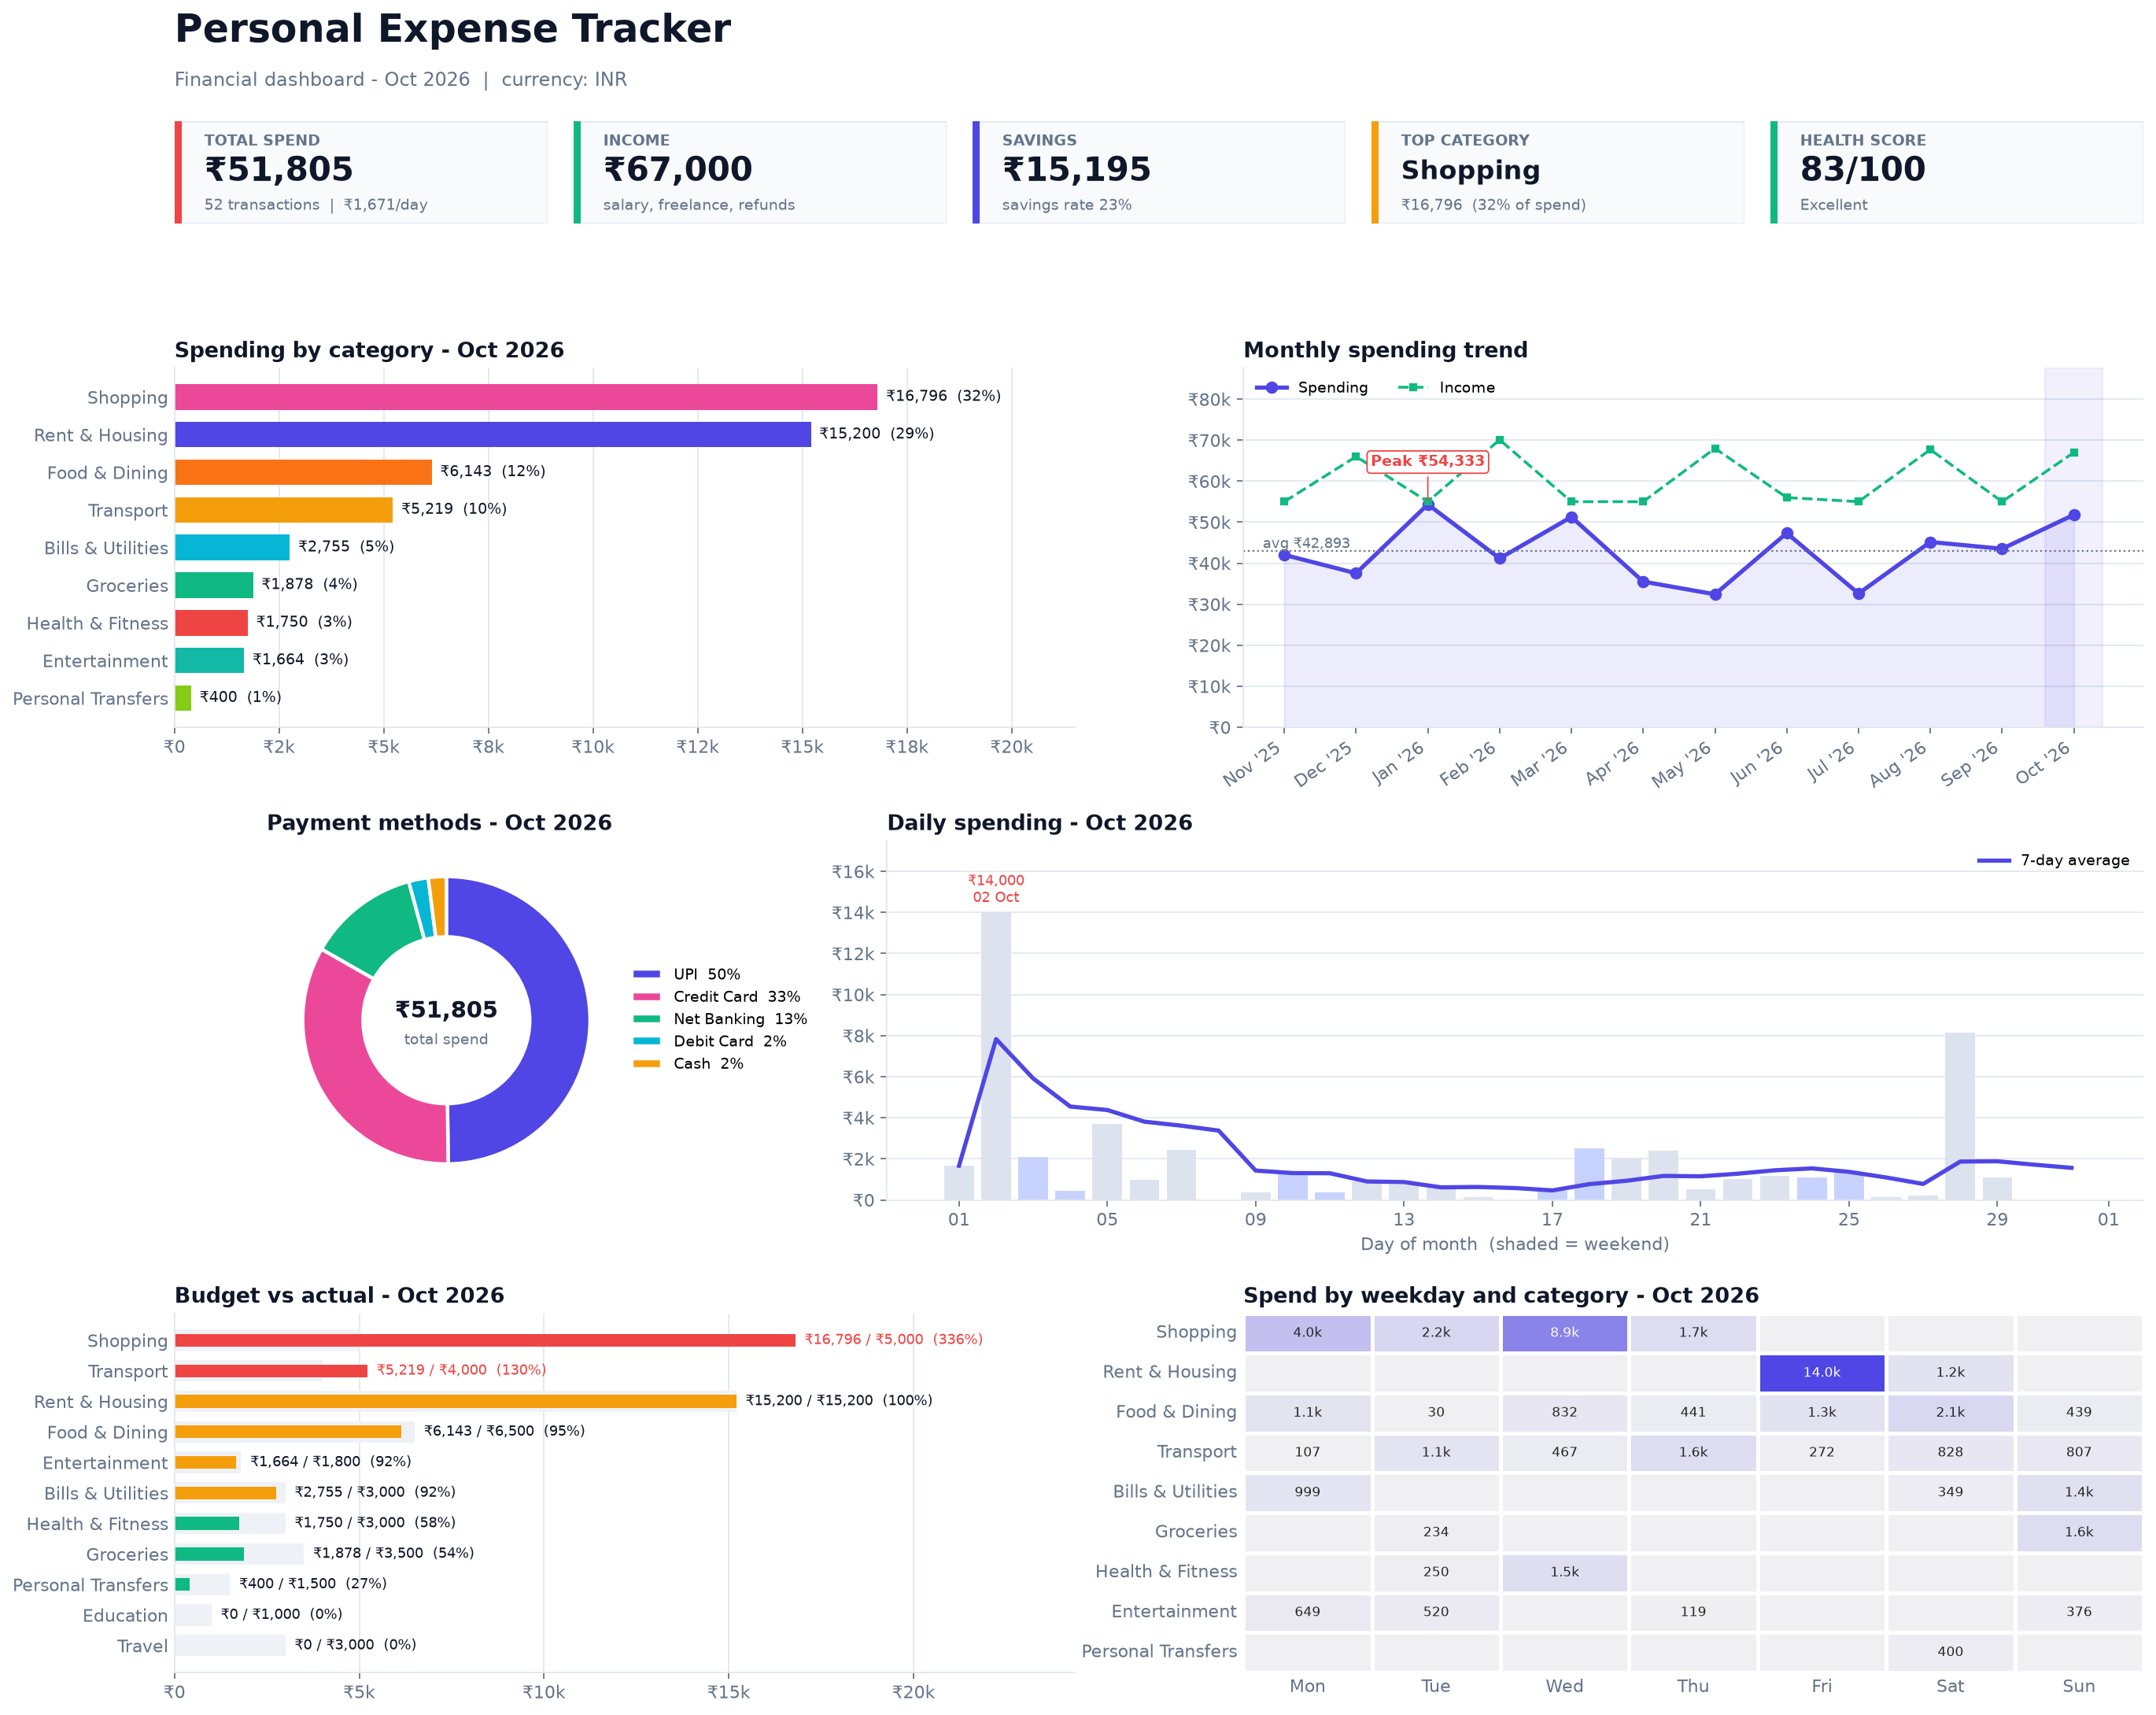 Personal Expense Tracker
Financial dashboard - Oct 2026 | currency: INR
TOTAL SPEND
₹51,805
52 transactions | ₹1,671/day
INCOME
₹67,000
salary, freelance, refunds
SAVINGS
₹15,195
savings rate 23%
TOP CATEGORY
Shopping
₹16,796 (32% of spend)
HEALTH SCORE
83/100
Excellent
Spending by category - Oct 2026
Shopping ₹16,796 (32%)
Rent & Housing ₹15,200 (29%)
Food & Dining ₹6,143 (12%)
Transport ₹5,219 (10%)
Bills & Utilities ₹2,755 (5%)
Groceries ₹1,878 (4%)
Health & Fitness ₹1,750 (3%)
Entertainment ₹1,664 (3%)
Personal Transfers ₹400 (1%)
₹0 ₹2k ₹5k ₹8k ₹10k ₹12k ₹15k ₹18k ₹20k
Monthly spending trend
Spending Income
₹80k
₹70k
Peak ₹54,333
₹60k
₹50k
avg ₹42,893
₹40k
₹30k
₹20k
₹10k
₹0
Nov '25 Dec '25 Jan '26 Feb '26 Mar '26 Apr '26 May '26 Jun '26 Jul '26 Aug '26 Sep '26 Oct '26
Payment methods - Oct 2026
₹51,805
total spend
UPI 50%
Credit Card 33%
Net Banking 13%
Debit Card 2%
Cash 2%
Daily spending - Oct 2026
7-day average
₹16k
₹14,000
02 Oct
₹14k
₹12k
₹10k
₹8k
₹6k
₹4k
₹2k
₹0
01 05 09 13 17 21 25 29 01
Day of month (shaded = weekend)
Budget vs actual - Oct 2026
Shopping ₹16,796 / ₹5,000 (336%)
Transport ₹5,219 / ₹4,000 (130%)
Rent & Housing ₹15,200 / ₹15,200 (100%)
Food & Dining ₹6,143 / ₹6,500 (95%)
Entertainment ₹1,664 / ₹1,800 (92%)
Bills & Utilities ₹2,755 / ₹3,000 (92%)
Health & Fitness ₹1,750 / ₹3,000 (58%)
Groceries ₹1,878 / ₹3,500 (54%)
Personal Transfers ₹400 / ₹1,500 (27%)
Education ₹0 / ₹1,000 (0%)
Travel ₹0 / ₹3,000 (0%)
₹0 ₹5k ₹10k ₹15k ₹20k
Spend by weekday and category - Oct 2026
Shopping 4.0k 2.2k 8.9k 1.7k
Rent & Housing 14.0k 1.2k
Food & Dining 1.1k 30 832 441 1.3k 2.1k 439
Transport 107 1.1k 467 1.6k 272 828 807
Bills & Utilities 999 349 1.4k
Groceries 234 1.6k
Health & Fitness 250 1.5k
Entertainment 649 520 119 376
Personal Transfers 400
Mon Tue Wed Thu Fri Sat Sun